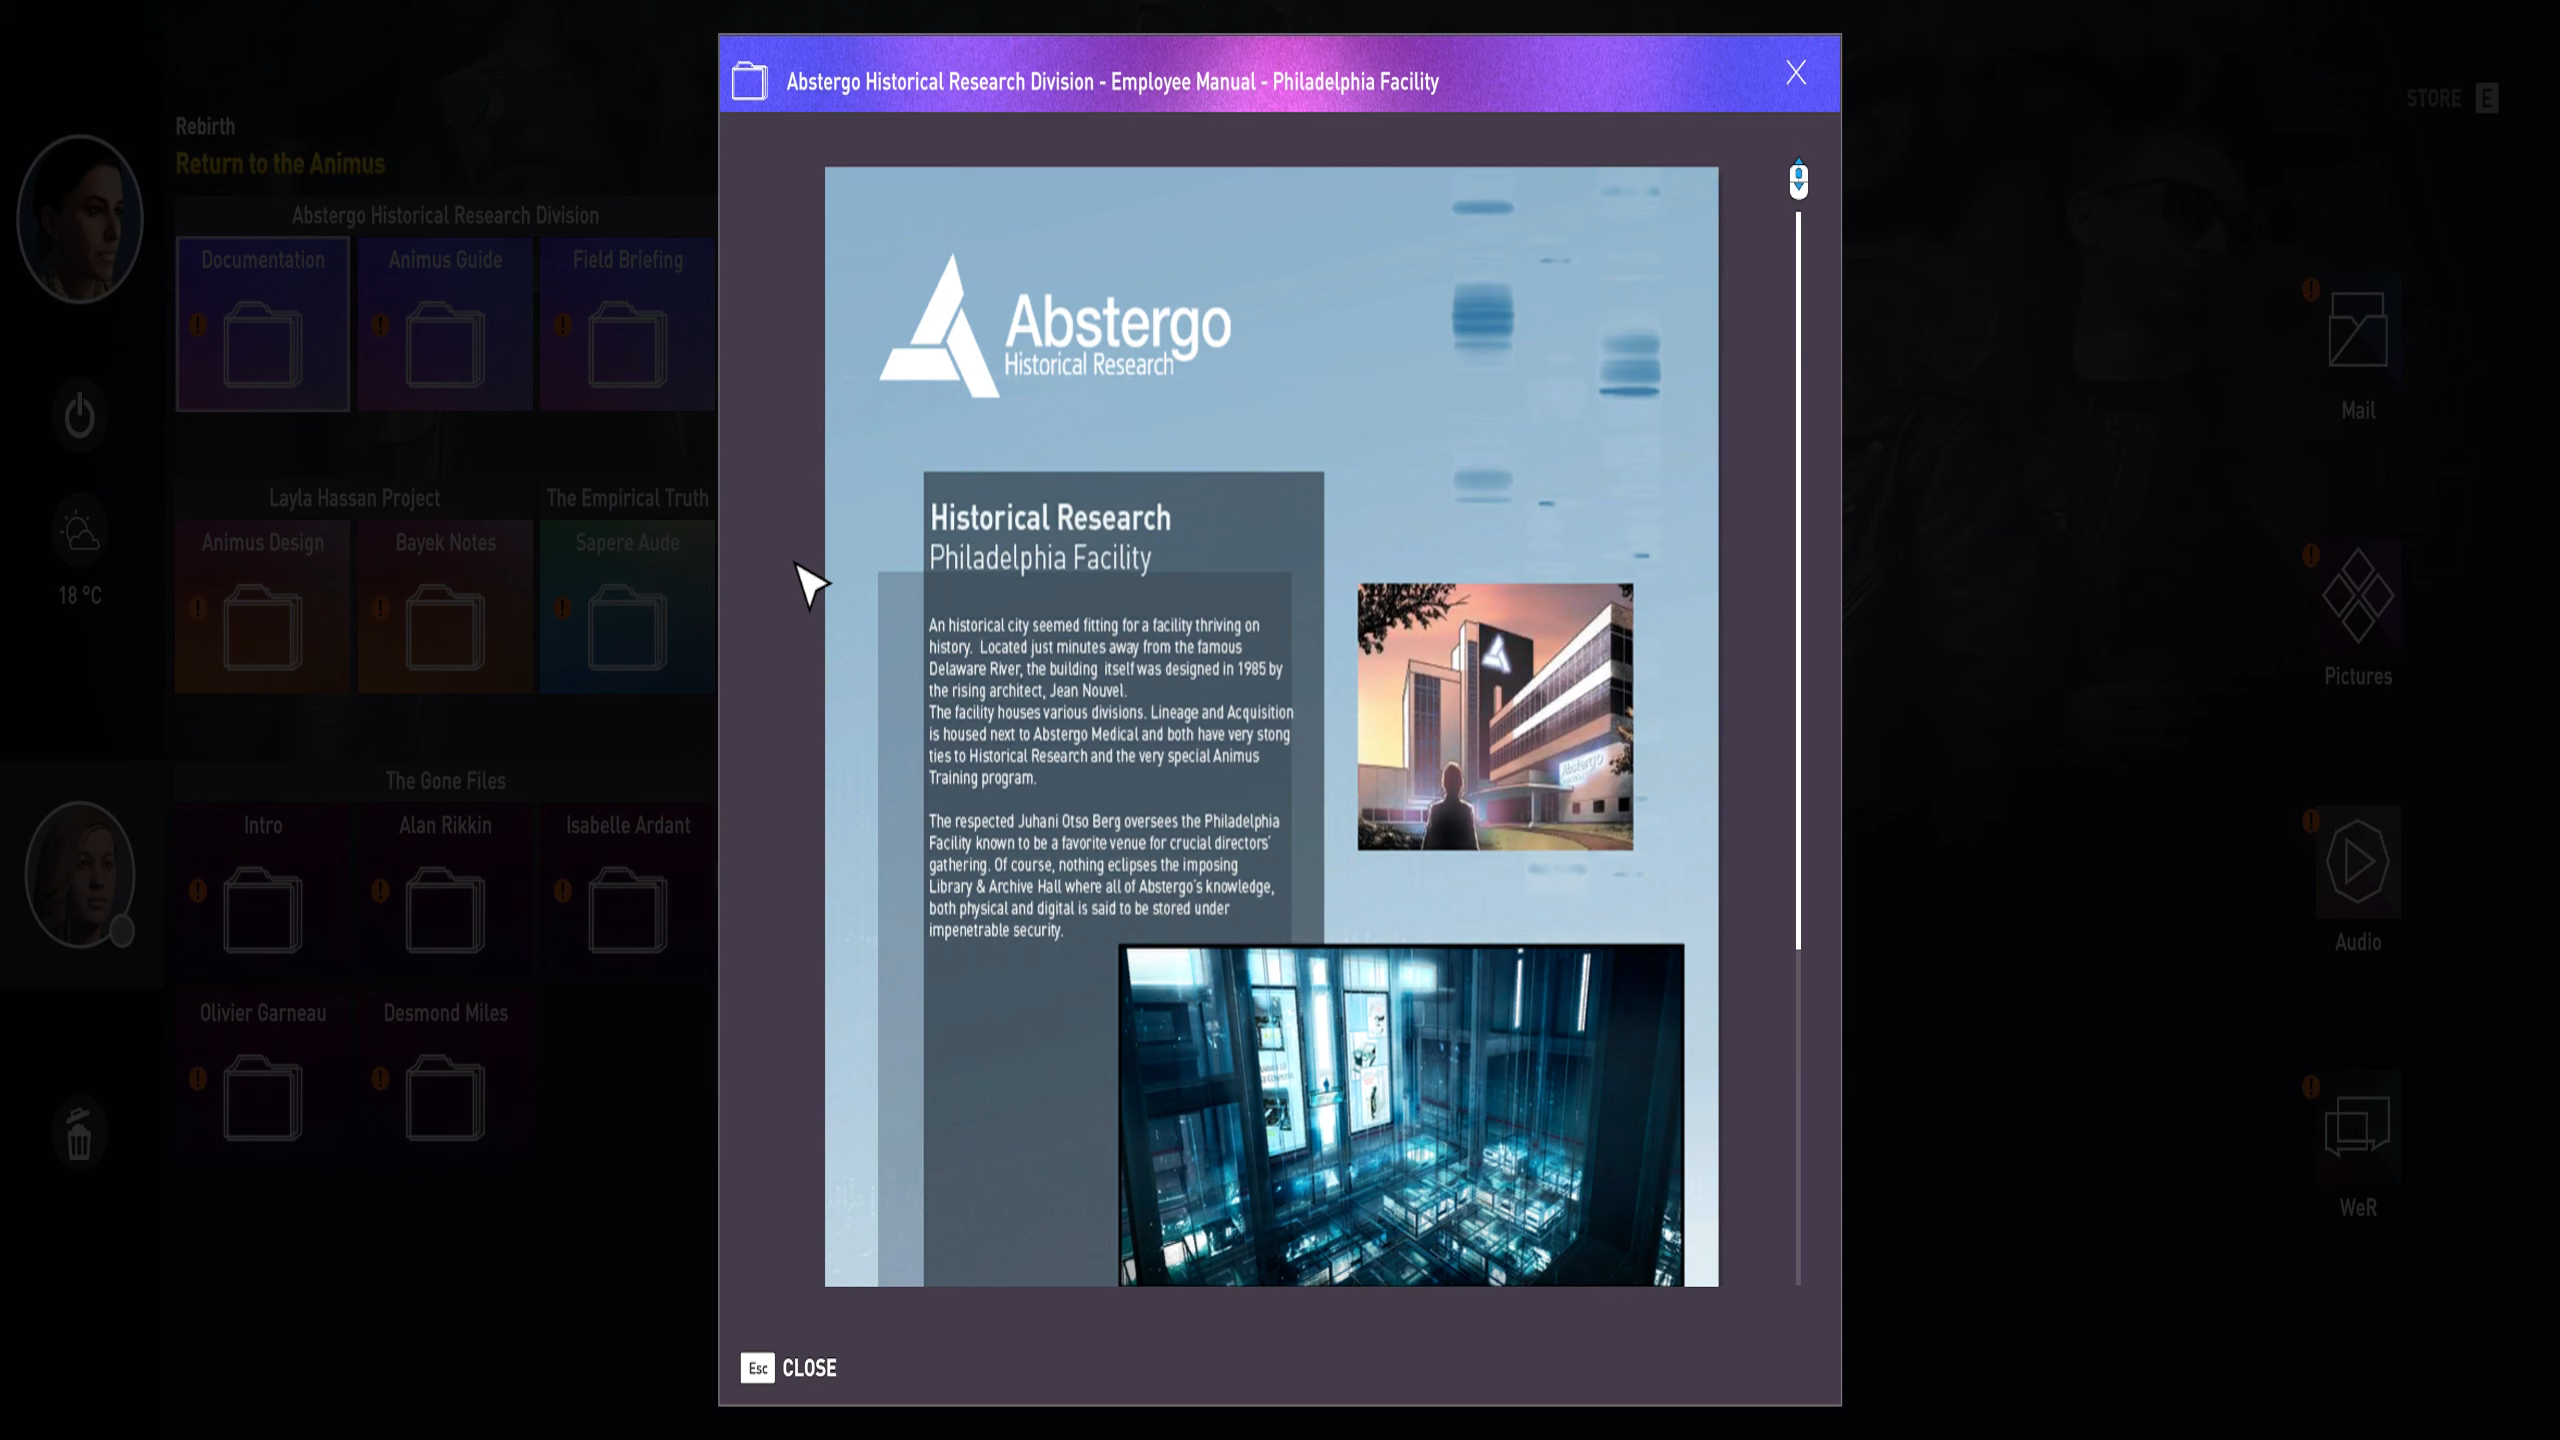 Abstergo Historical Research Division - Employee Manual - Philadelphia Facility
STORE E
Rebirth
Return to the Animus
Abstergo Historical Research Division
Documentation
Animus Guide
Field Briefing
Layla Hassan Project
The Empirical Truth
Animus Design
Bayek Notes
Sapere Aude
18 °C
The Gone Files
Intro
Alan Rikkin
Isabelle Ardant
Olivier Garneau
Desmond Miles
Abstergo
Historical Research
Historical Research
Philadelphia Facility
An historical city seemed fitting for a facility thriving on
history. Located just minutes away from the famous
Delaware River, the building itself was designed in 1985 by
the rising architect, Jean Nouvel.
The facility houses various divisions. Lineage and Acquisition
is housed next to Abstergo Medical and both have very stong
ties to Historical Research and the very special Animus
Training program.
The respected Juhani Otso Berg oversees the Philadelphia
Facility known to be a favorite venue for crucial directors'
gathering. Of course, nothing eclipses the imposing
Library & Archive Hall where all of Abstergo's knowledge,
both physical and digital is said to be stored under
impenetrable security.
Abstergo
Mail
Pictures
Audio
WeR
Esc CLOSE